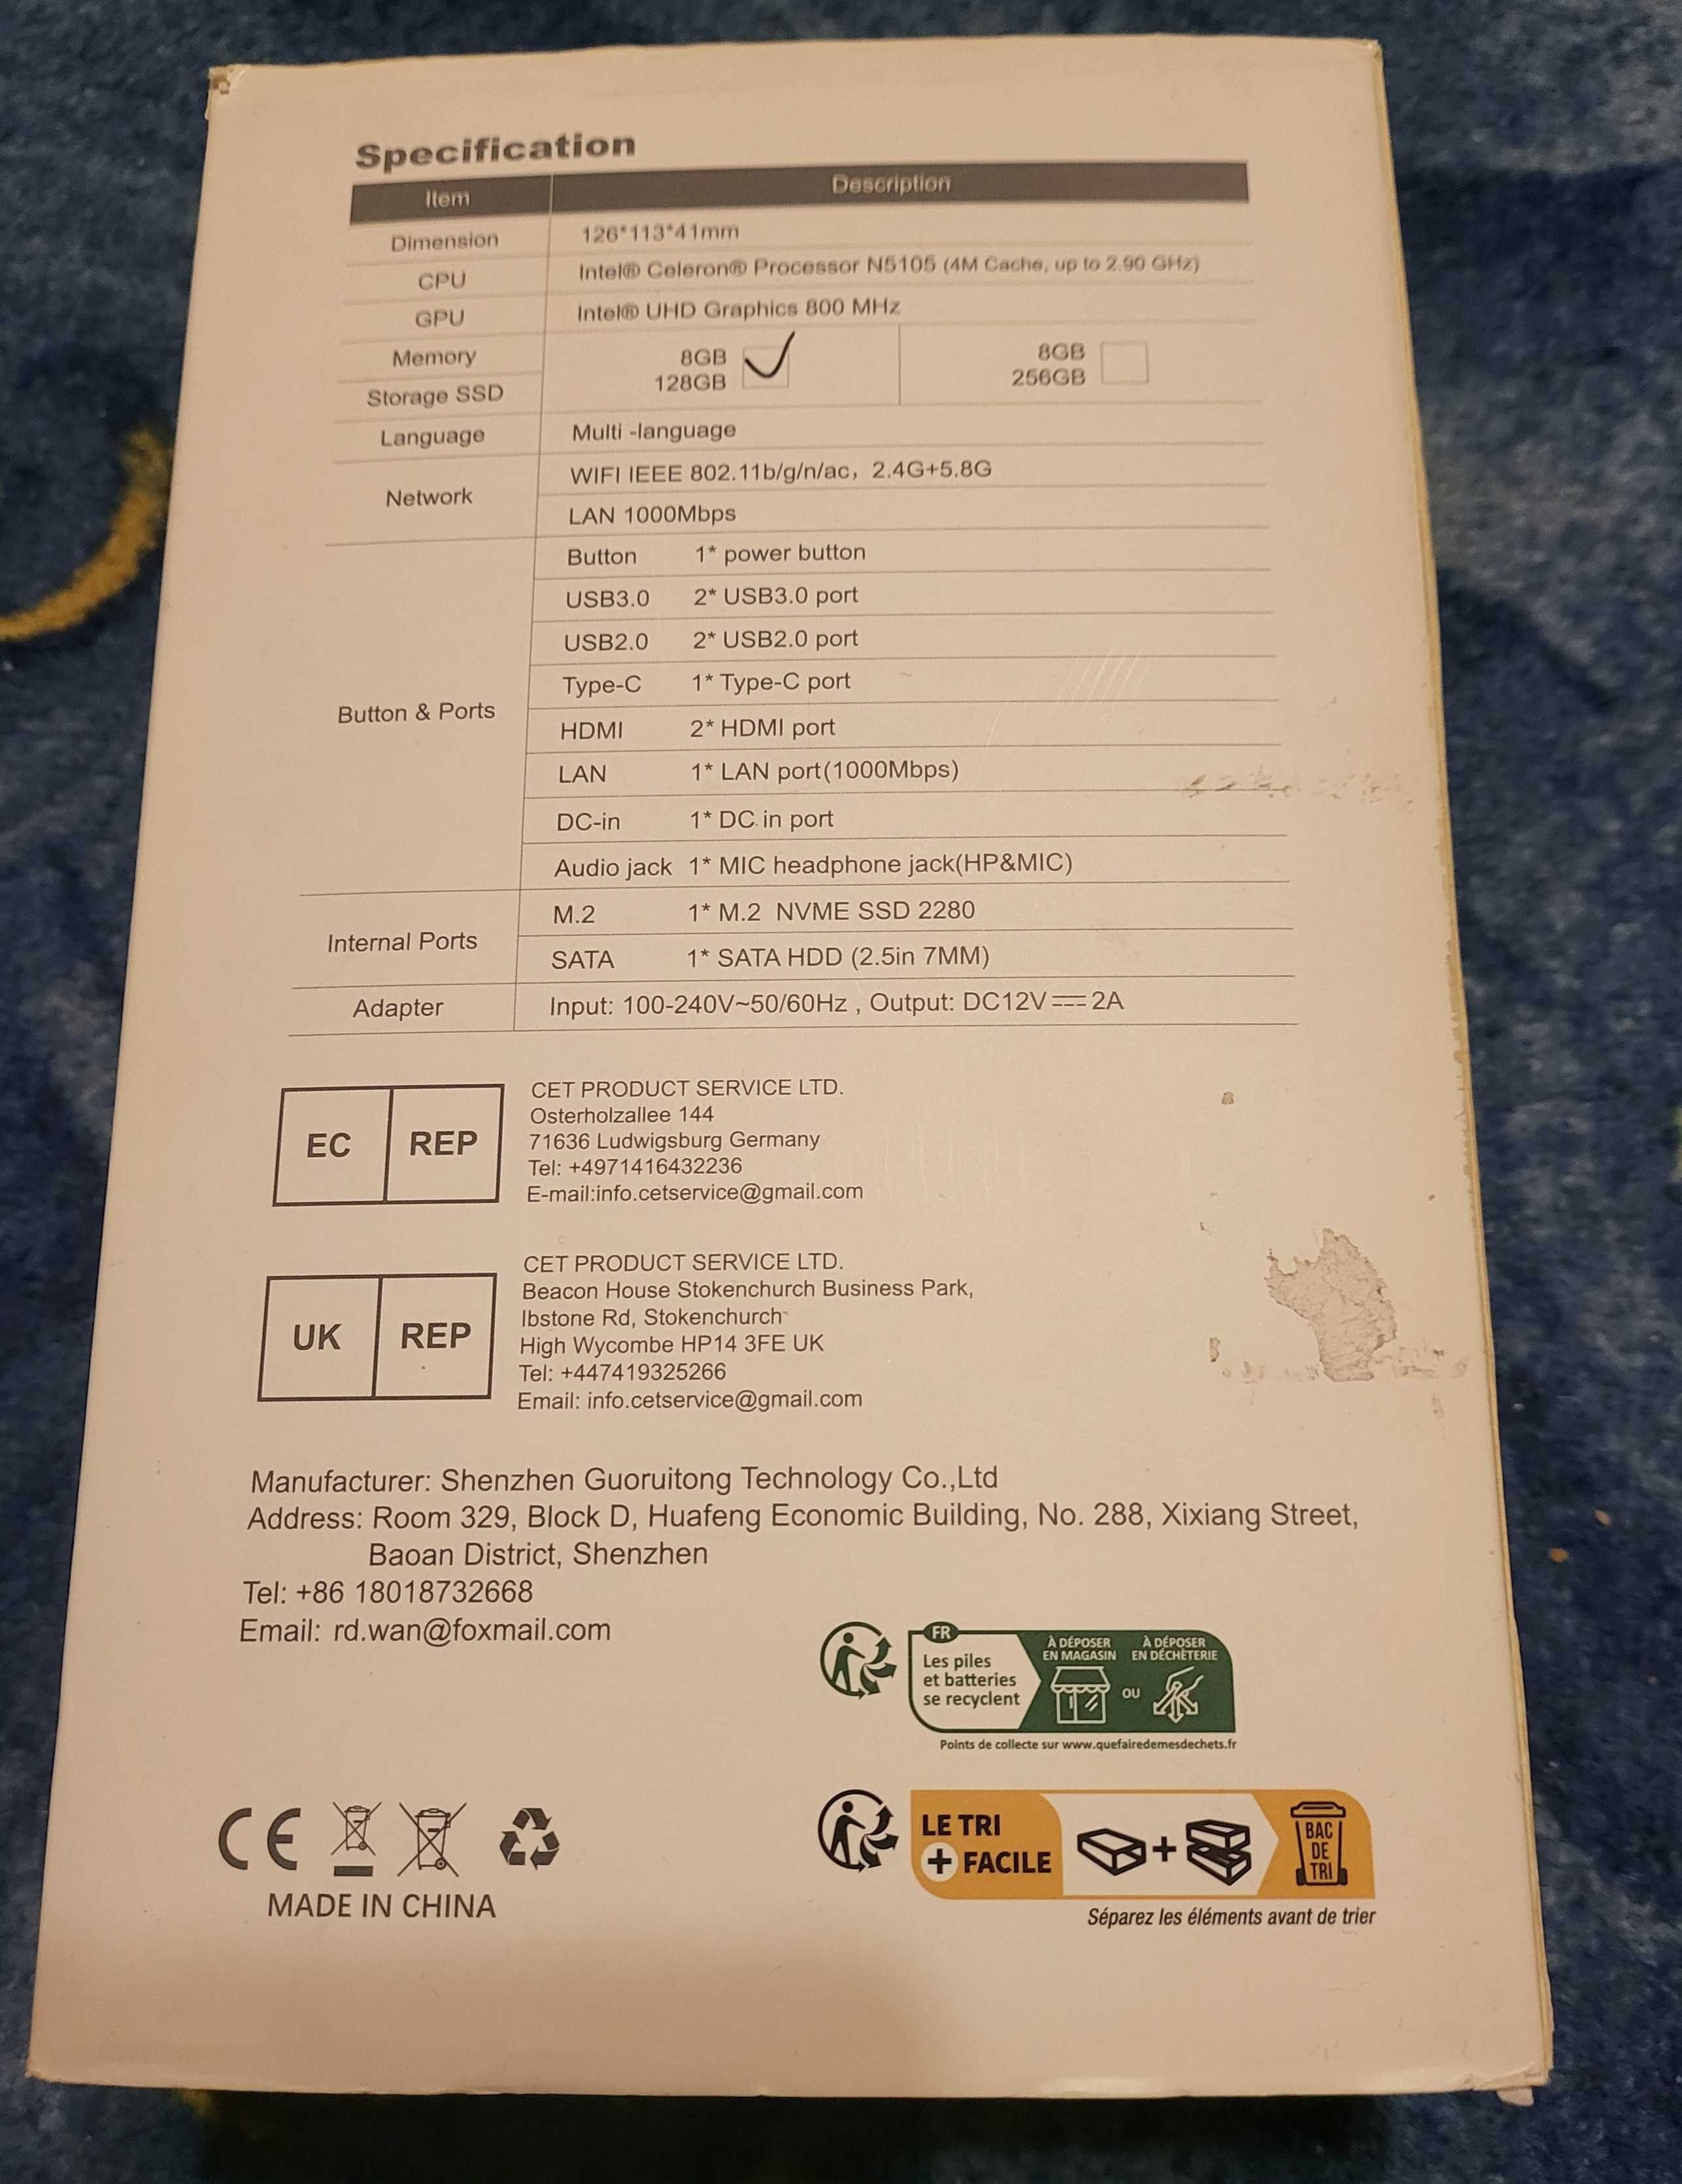 Specification
Item Description
Dimension 126*113*41mm
CPU Intel® Celeron® Processor N5105 (4M Cache, up to 2.90 GHz)
GPU Intel® UHD Graphics 800 MHz
Memory 8GB 8GB
Storage SSD 128GB 256GB
Language Multi -language
Network WIFI IEEE 802.11b/g/n/ac, 2.4G+5.8G
LAN 1000Mbps
Button & Ports
Button 1* power button
USB3.0 2* USB3.0 port
USB2.0 2* USB2.0 port
Type-C 1* Type-C port
HDMI 2* HDMI port
LAN 1* LAN port(1000Mbps)
DC-in 1* DC in port
Audio jack 1* MIC headphone jack(HP&MIC)
Internal Ports
M.2 1* M.2 NVME SSD 2280
SATA 1* SATA HDD (2.5in 7MM)
Adapter Input: 100-240V~50/60Hz , Output: DC12V⎓2A
EC REP
CET PRODUCT SERVICE LTD.
Osterholzallee 144
71636 Ludwigsburg Germany
Tel: +4971416432236
E-mail:info.cetservice@gmail.com
UK REP
CET PRODUCT SERVICE LTD.
Beacon House Stokenchurch Business Park,
Ibstone Rd, Stokenchurch
High Wycombe HP14 3FE UK
Tel: +447419325266
Email: info.cetservice@gmail.com
Manufacturer: Shenzhen Guoruitong Technology Co.,Ltd
Address: Room 329, Block D, Huafeng Economic Building, No. 288, Xixiang Street,
Baoan District, Shenzhen
Tel: +86 18018732668
Email: rd.wan@foxmail.com
FR
Les piles
et batteries
se recyclent
À DÉPOSER
EN MAGASIN
OU
À DÉPOSER
EN DÉCHÈTERIE
Points de collecte sur www.quefairedemesdechets.fr
LE TRI
+ FACILE
+
BAC
DE
TRI
Séparez les éléments avant de trier
CE
MADE IN CHINA